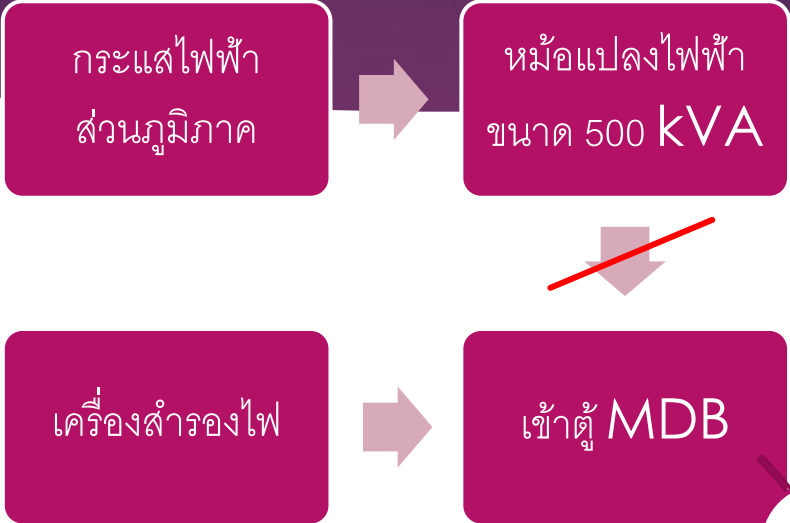 กระแสไฟฟ้า
ส่วนภูมิภาค
หม้อแปลงไฟฟ้า
ขนาด 500 kVA
เครื่องสำรองไฟ
เข้าตู้ MDB